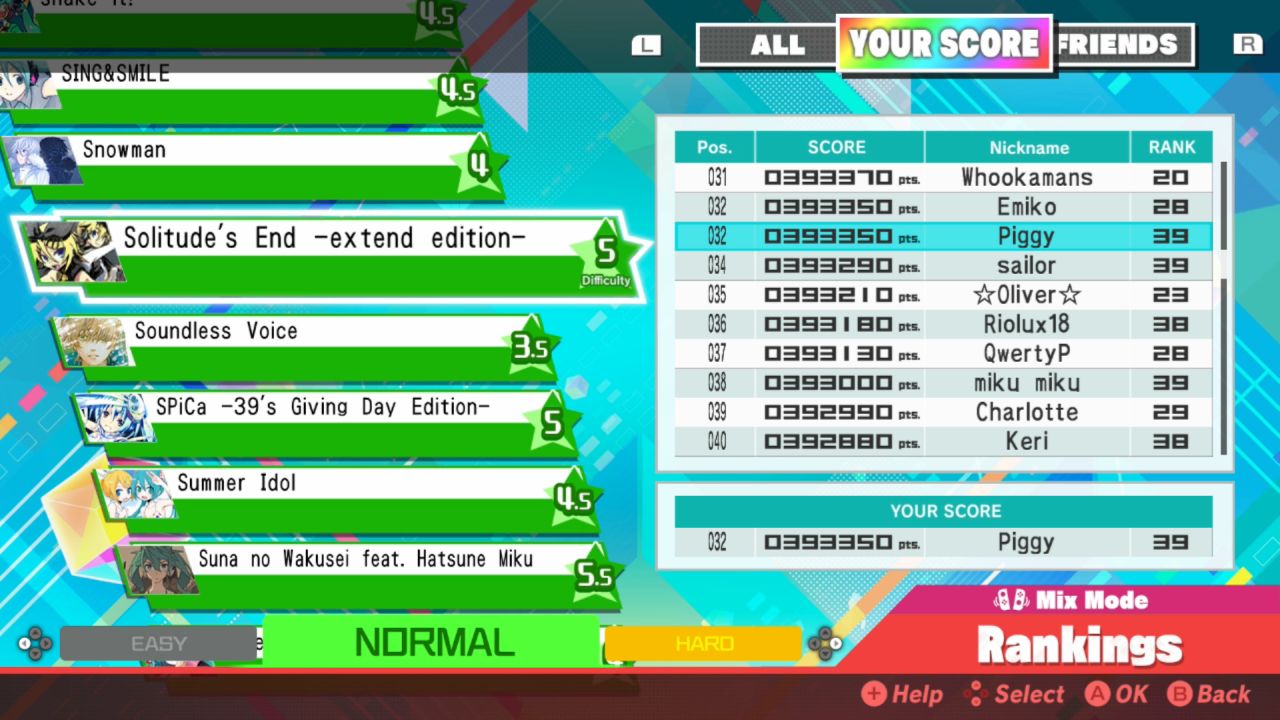 Shake it!
4.5
SING&SMILE
4.5
Snowman
4
Solitude's End -extend edition-
5
Difficulty
Soundless Voice
3.5
SPiCa -39's Giving Day Edition-
5
Summer Idol
4.5
Suna no Wakusei feat. Hatsune Miku
5.5
EASY
NORMAL
HARD
L
ALL
YOUR SCORE
FRIENDS
R
Pos. SCORE Nickname RANK
031 0393370 pts. Whookamans 20
032 0393350 pts. Emiko 28
032 0393350 pts. Piggy 39
034 0393290 pts. sailor 39
035 0393210 pts. ☆Oliver☆ 23
036 0393180 pts. Riolux18 38
037 0393130 pts. QwertyP 28
038 0393000 pts. miku miku 39
039 0392990 pts. Charlotte 29
040 0392880 pts. Keri 38
YOUR SCORE
032 0393350 pts. Piggy 39
Mix Mode
Rankings
+ Help Select A OK B Back